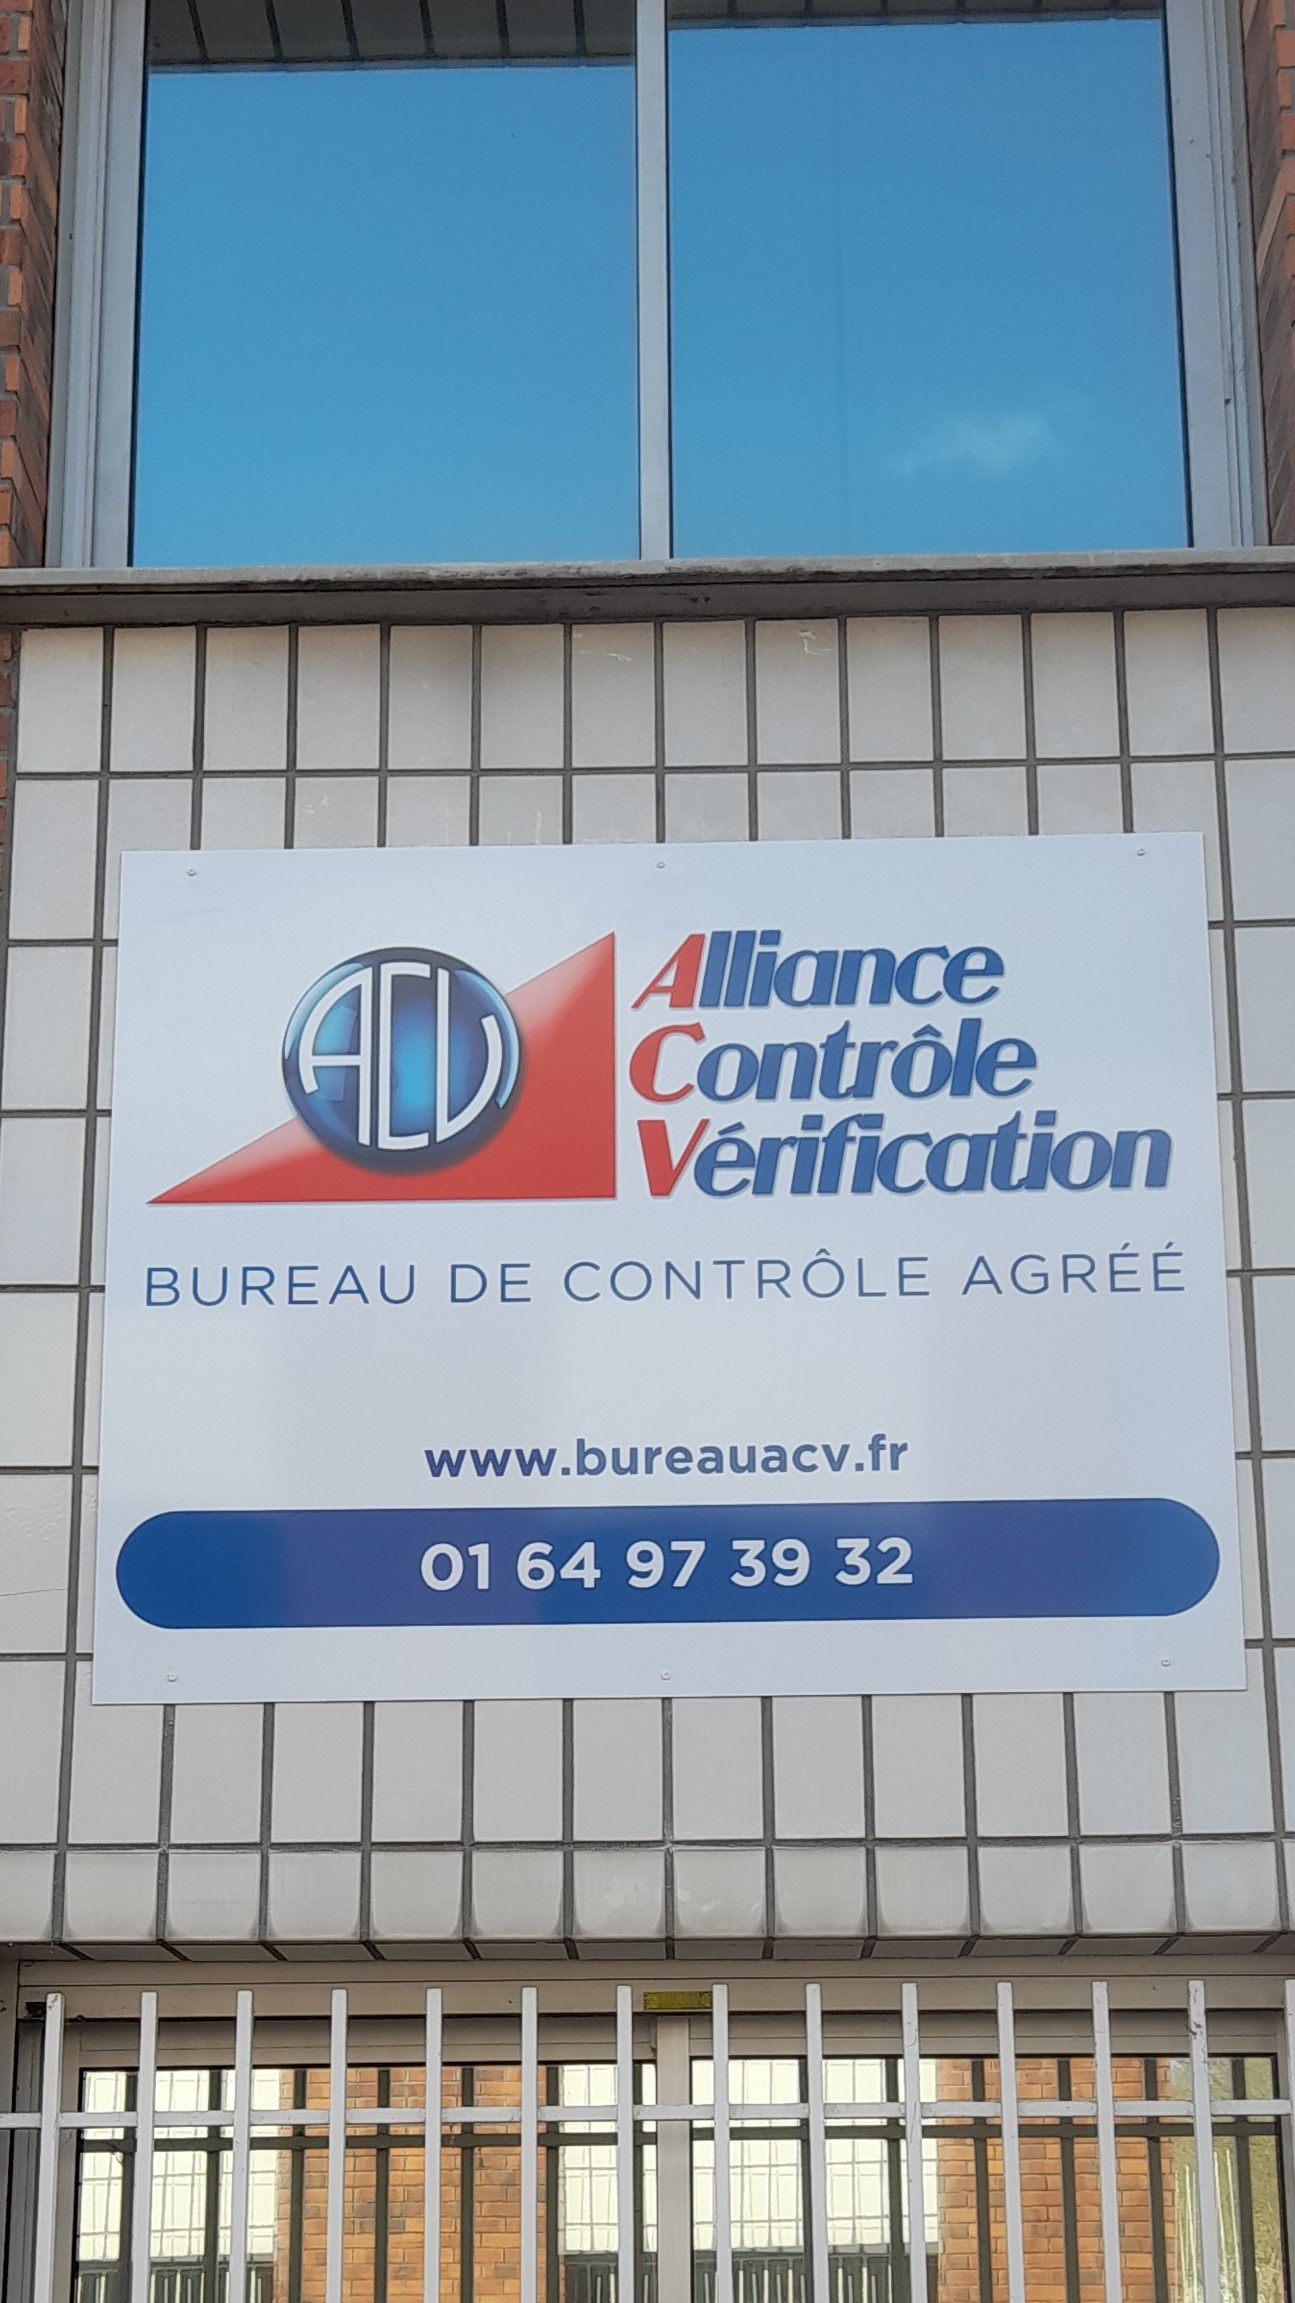 ACV
Alliance
Contrôle
Vérification
BUREAU DE CONTRÔLE AGRÉÉ
www.bureauacv.fr
01 64 97 39 32